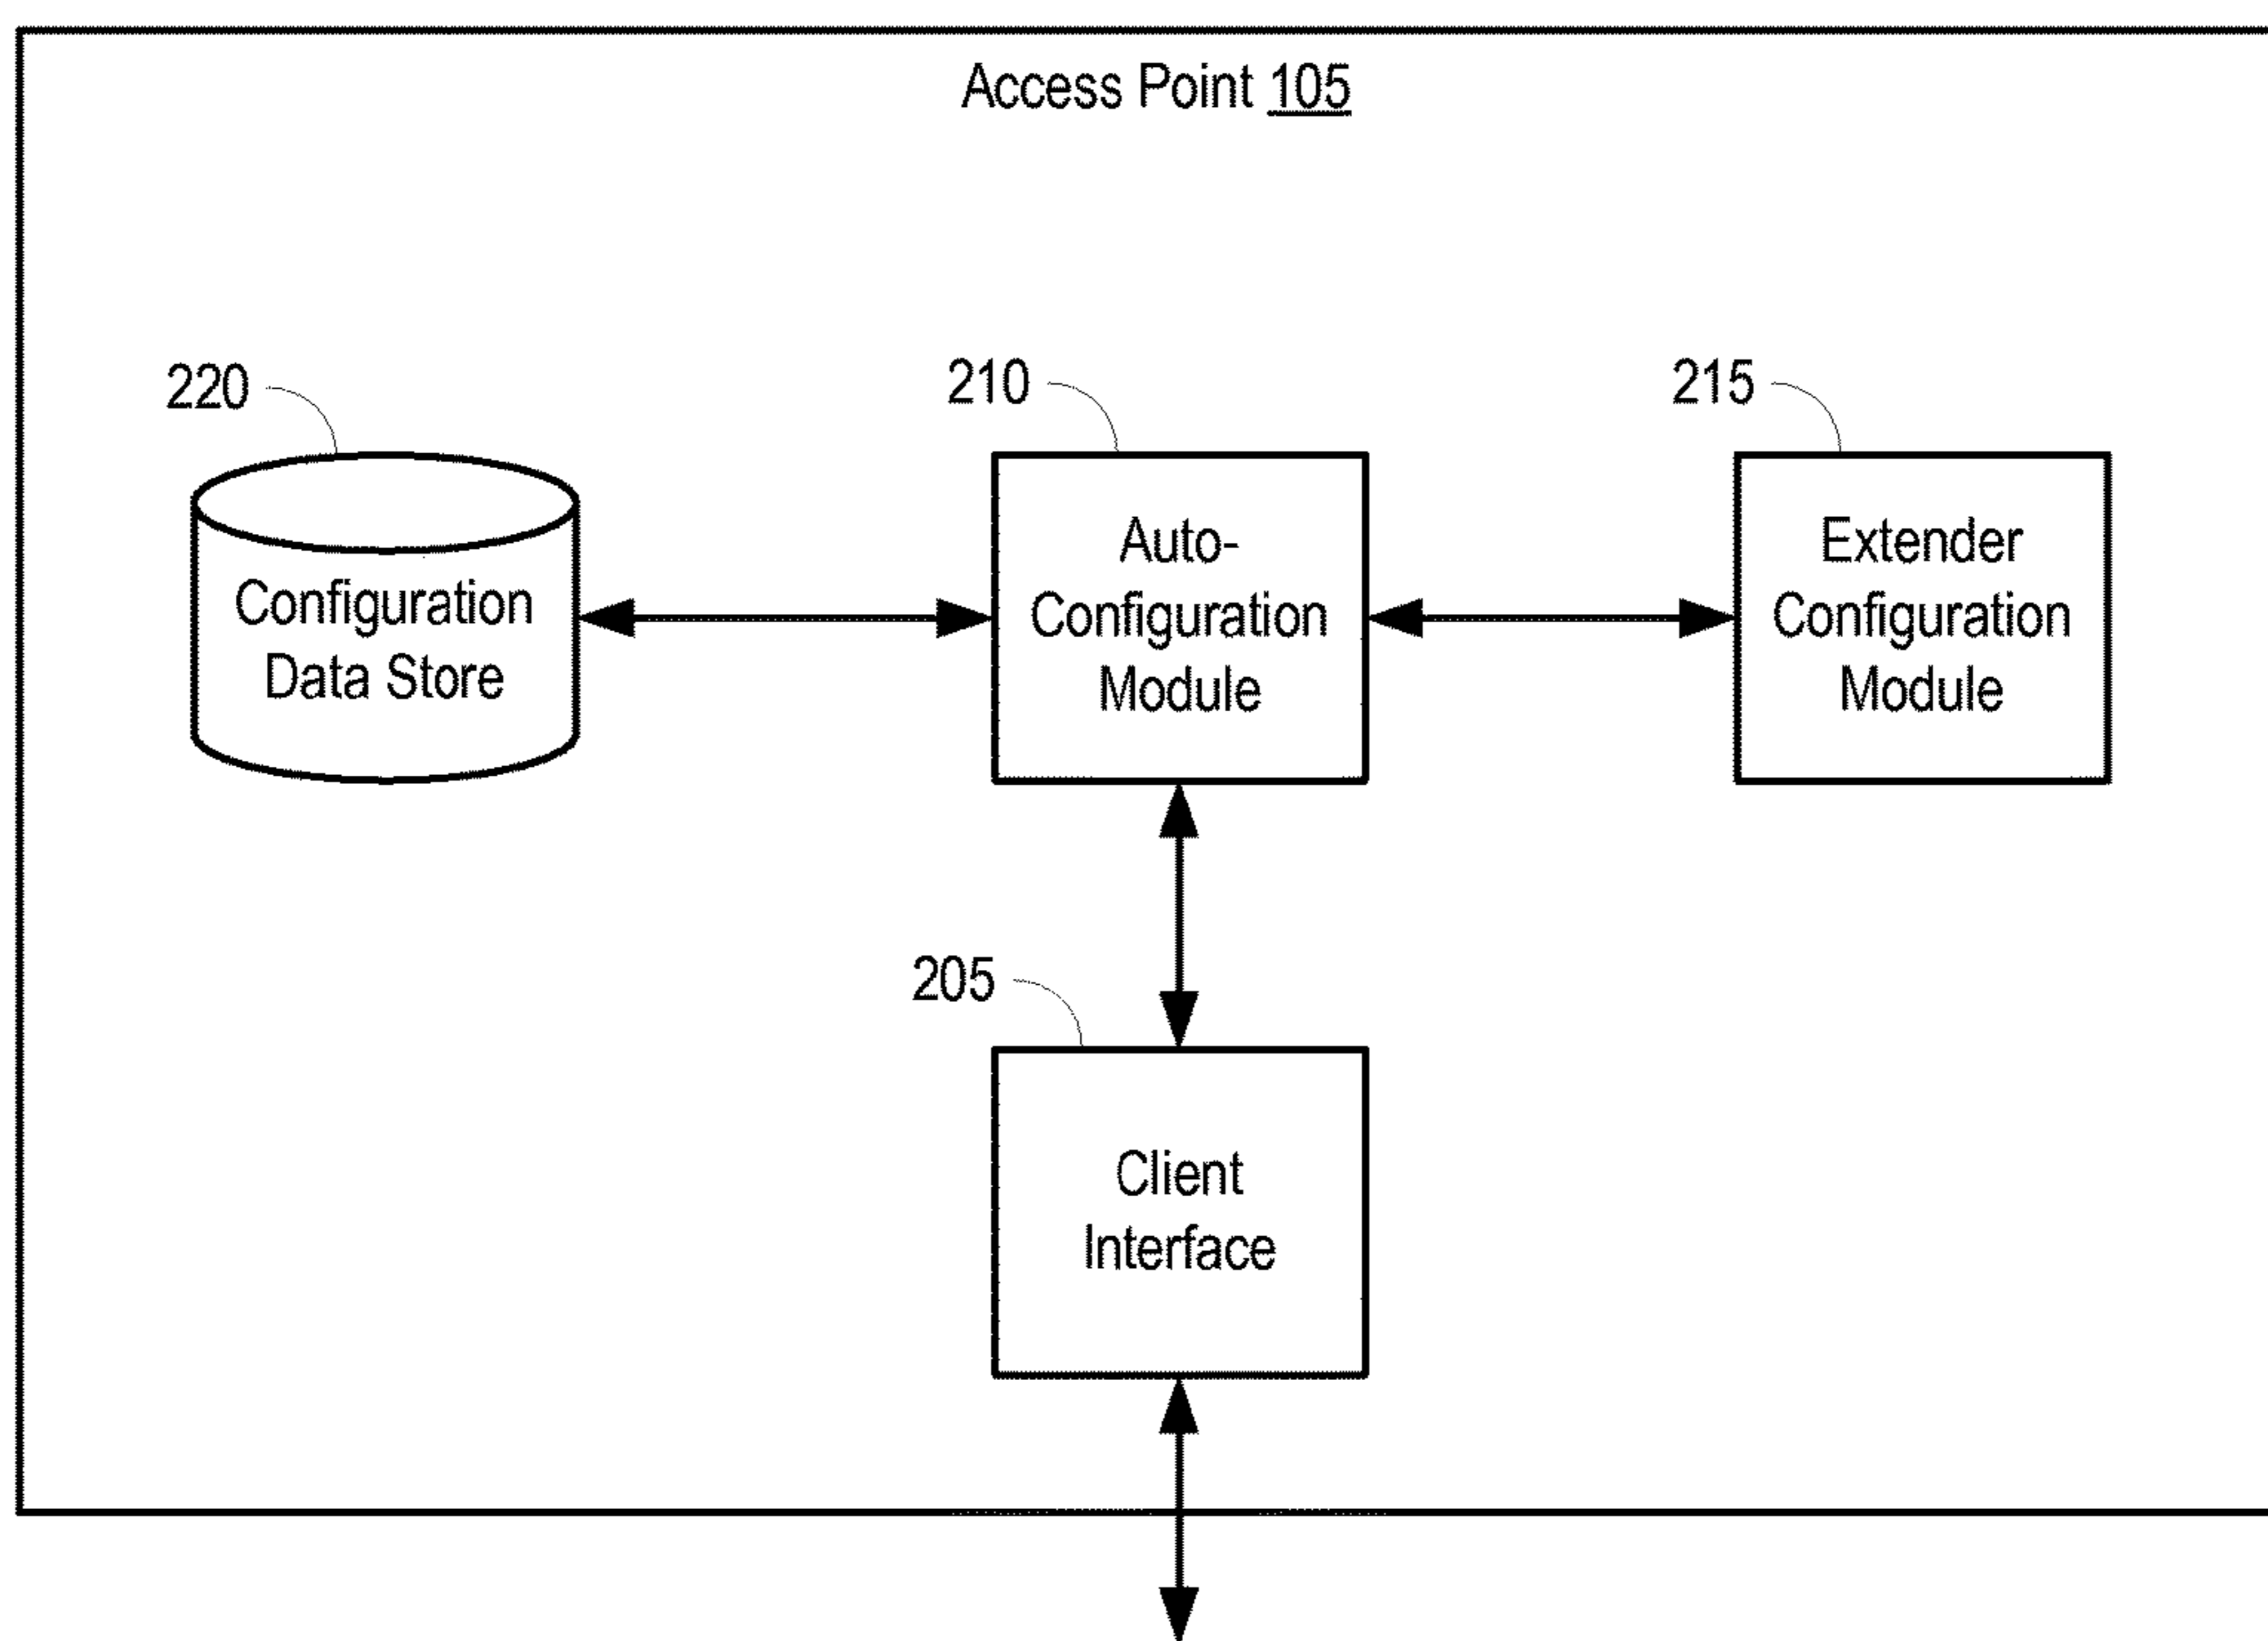 Access Point 105
220
210
215
Configuration
Data Store
Auto-
Configuration
Module
Extender
Configuration
Module
205
Client
Interface